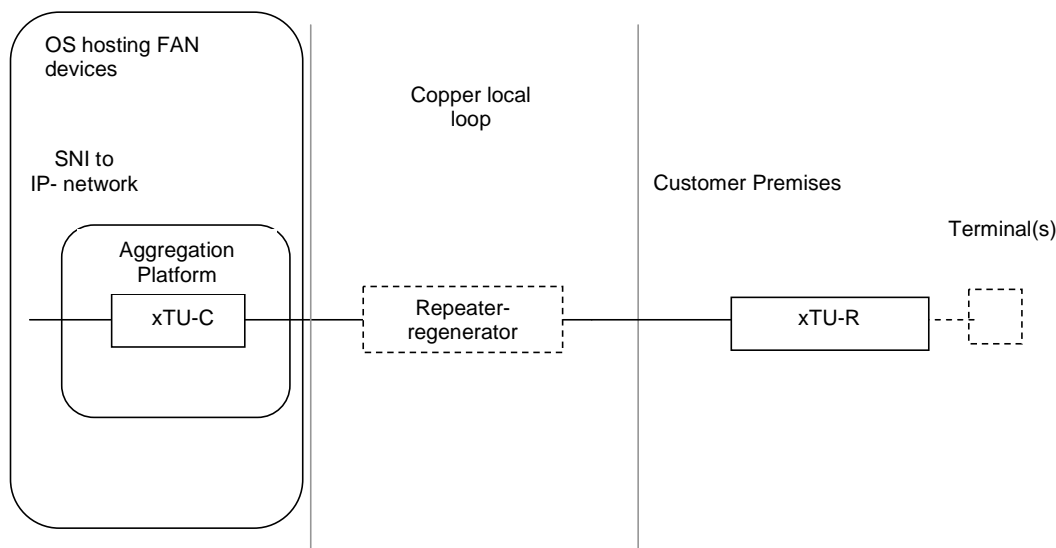 OS hosting FAN
devices
Copper local
loop
SNI to
IP- network
Customer Premises
Terminal(s)
Aggregation
Platform
xTU-C
Repeater-
regenerator
xTU-R